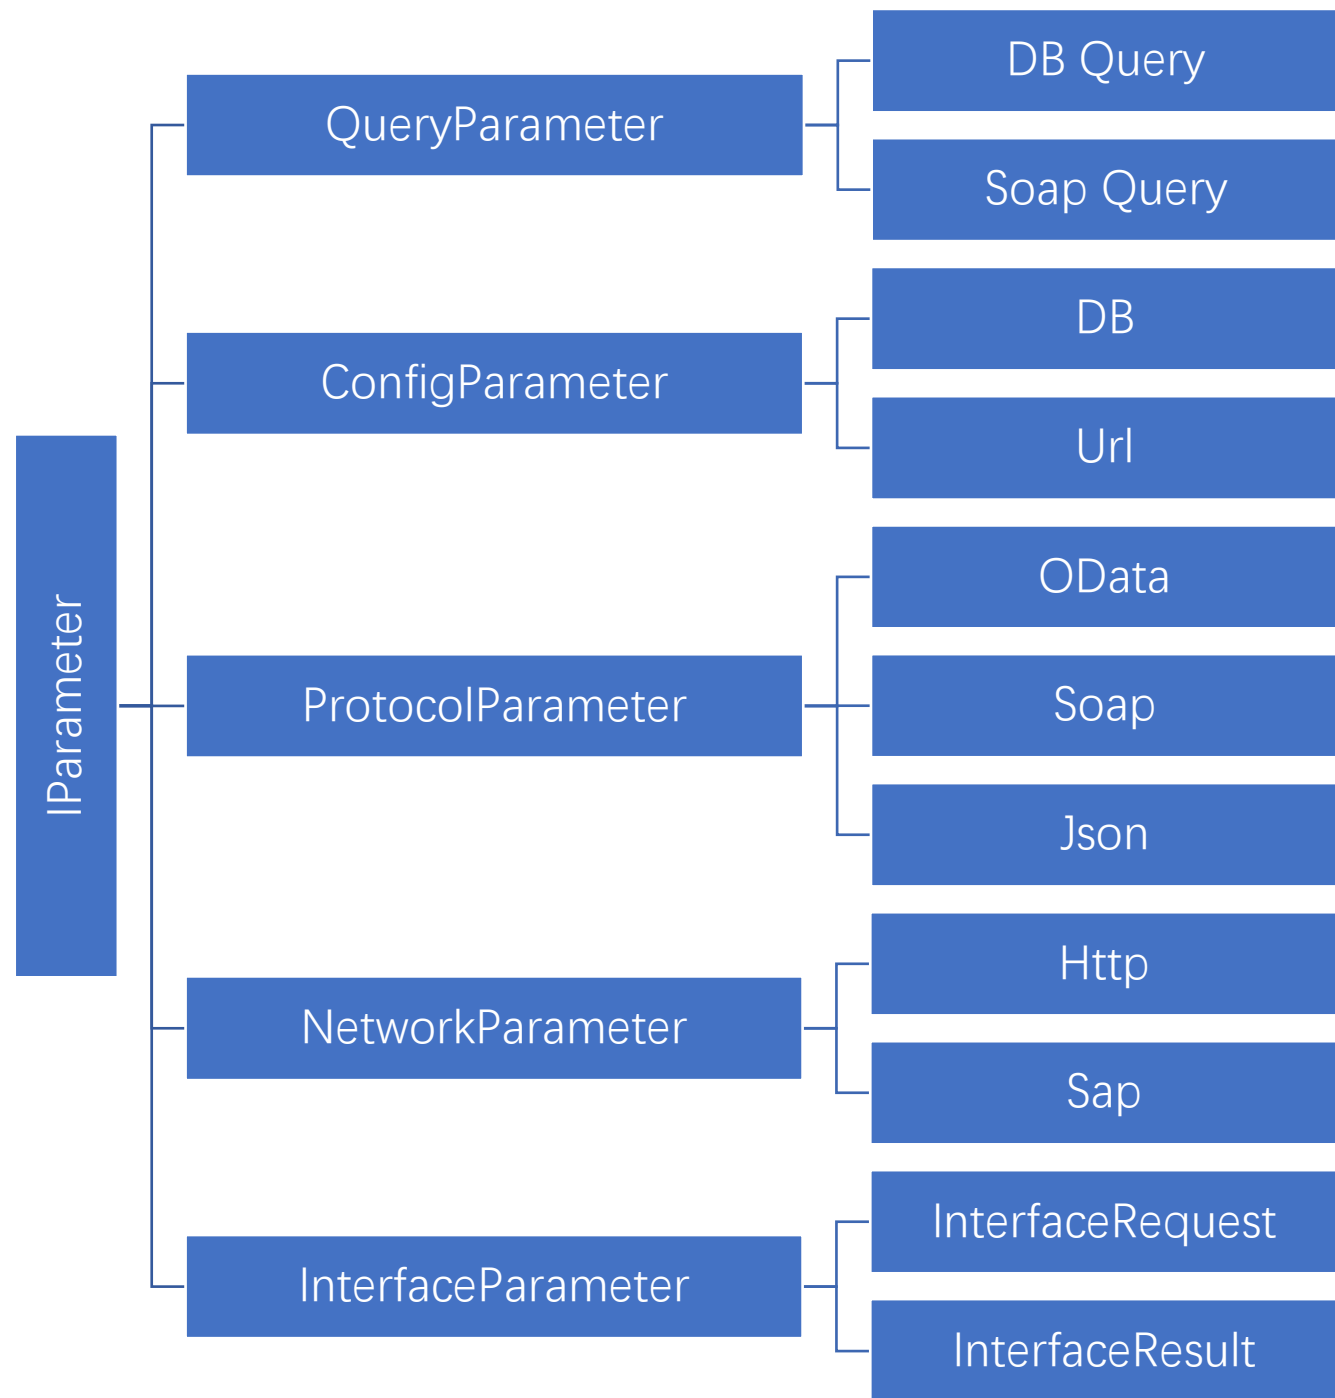 IParameter
QueryParameter
DB Query
Soap Query
ConfigParameter
DB
Url
ProtocolParameter
OData
Soap
Json
NetworkParameter
Http
Sap
InterfaceParameter
InterfaceRequest
InterfaceResult